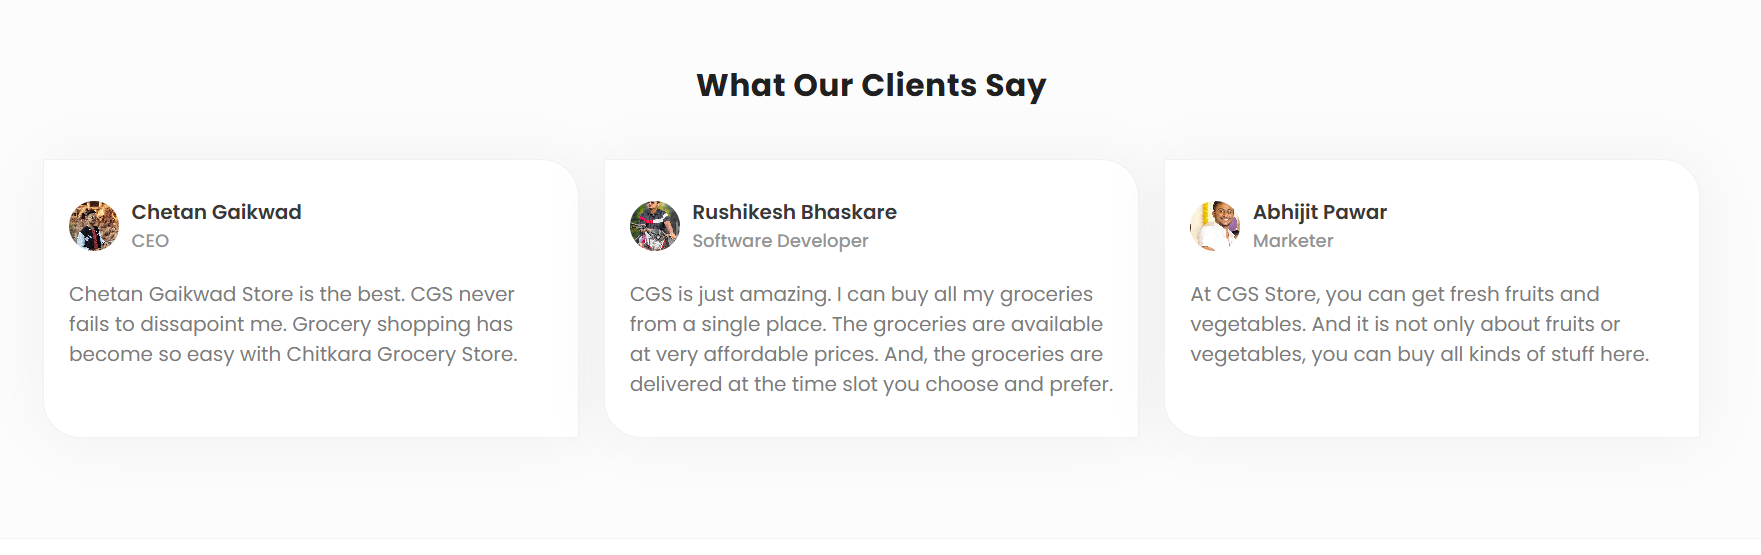 What Our Clients Say
Chetan Gaikwad
CEO
Chetan Gaikwad Store is the best. CGS never
fails to dissapoint me. Grocery shopping has
become so easy with Chitkara Grocery Store.
Rushikesh Bhaskare
Software Developer
CGS is just amazing. I can buy all my groceries
from a single place. The groceries are available
at very affordable prices. And, the groceries are
delivered at the time slot you choose and prefer.
Abhijit Pawar
Marketer
At CGS Store, you can get fresh fruits and
vegetables. And it is not only about fruits or
vegetables, you can buy all kinds of stuff here.